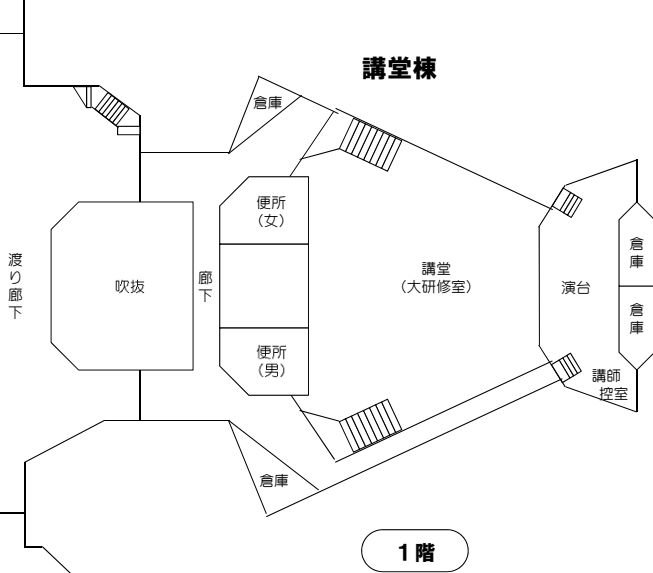 講堂棟
倉庫
便所
（女）
渡り廊下
吹抜
廊下
講堂
（大研修室）
演台
倉庫
倉庫
便所
（男）
講師
控室
倉庫
1階